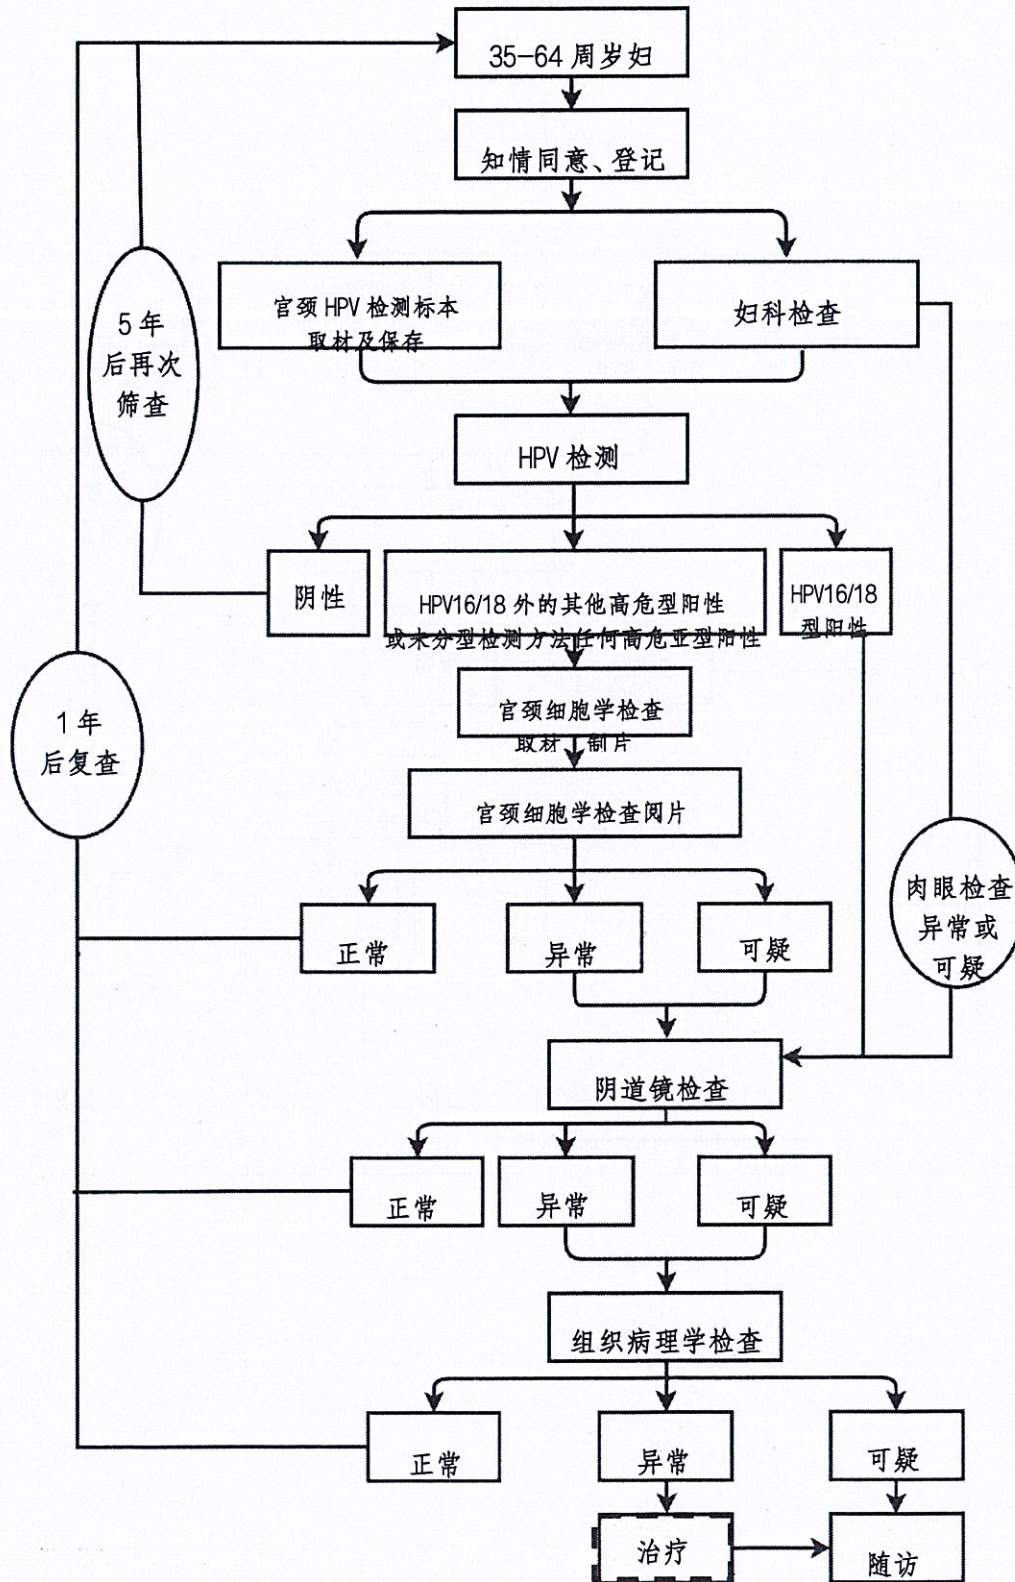 35-64 周岁妇
知情同意、登记
宫颈 HPV 检测标本
取材及保存
妇科检查
5 年
后再次
筛查
HPV 检测
阴性
HPV16/18 外的其他高危型阳性
或未分型检测方法任何高危亚型阳性
HPV16/18
型阳性
宫颈细胞学检查
取材 制片
1 年
后复查
宫颈细胞学检查阅片
肉眼检查
异常或
可疑
正常
异常
可疑
阴道镜检查
正常
异常
可疑
组织病理学检查
正常
异常
可疑
治疗
随访